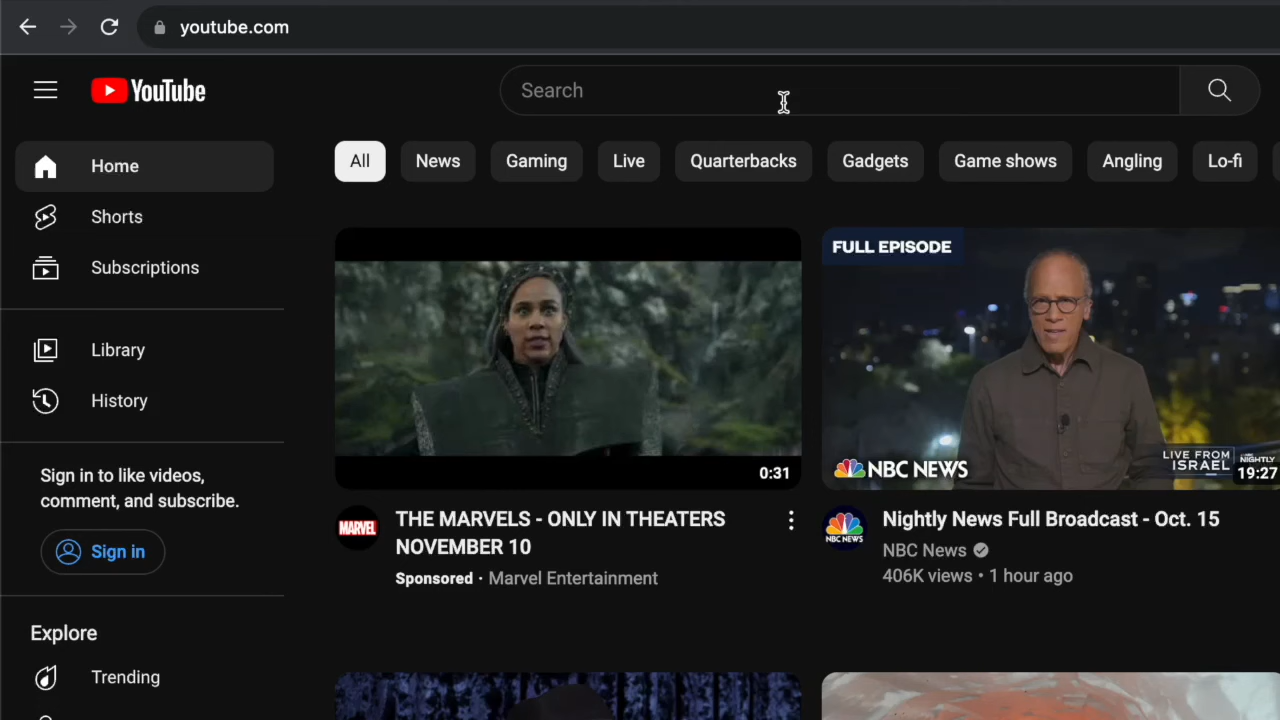 youtube.com
YouTube
Search
All
News
Gaming
Live
Quarterbacks
Gadgets
Game shows
Angling
Lo-fi
Home
Shorts
Subscriptions
Library
History
Sign in to like videos,
comment, and subscribe.
Sign in
Explore
Trending
0:31
MARVEL
THE MARVELS - ONLY IN THEATERS
NOVEMBER 10
Sponsored · Marvel Entertainment
FULL EPISODE
NBC NEWS
LIVE FROM
ISRAEL
NIGHTLY
19:27
NBC NEWS
Nightly News Full Broadcast - Oct. 15
NBC News
406K views • 1 hour ago